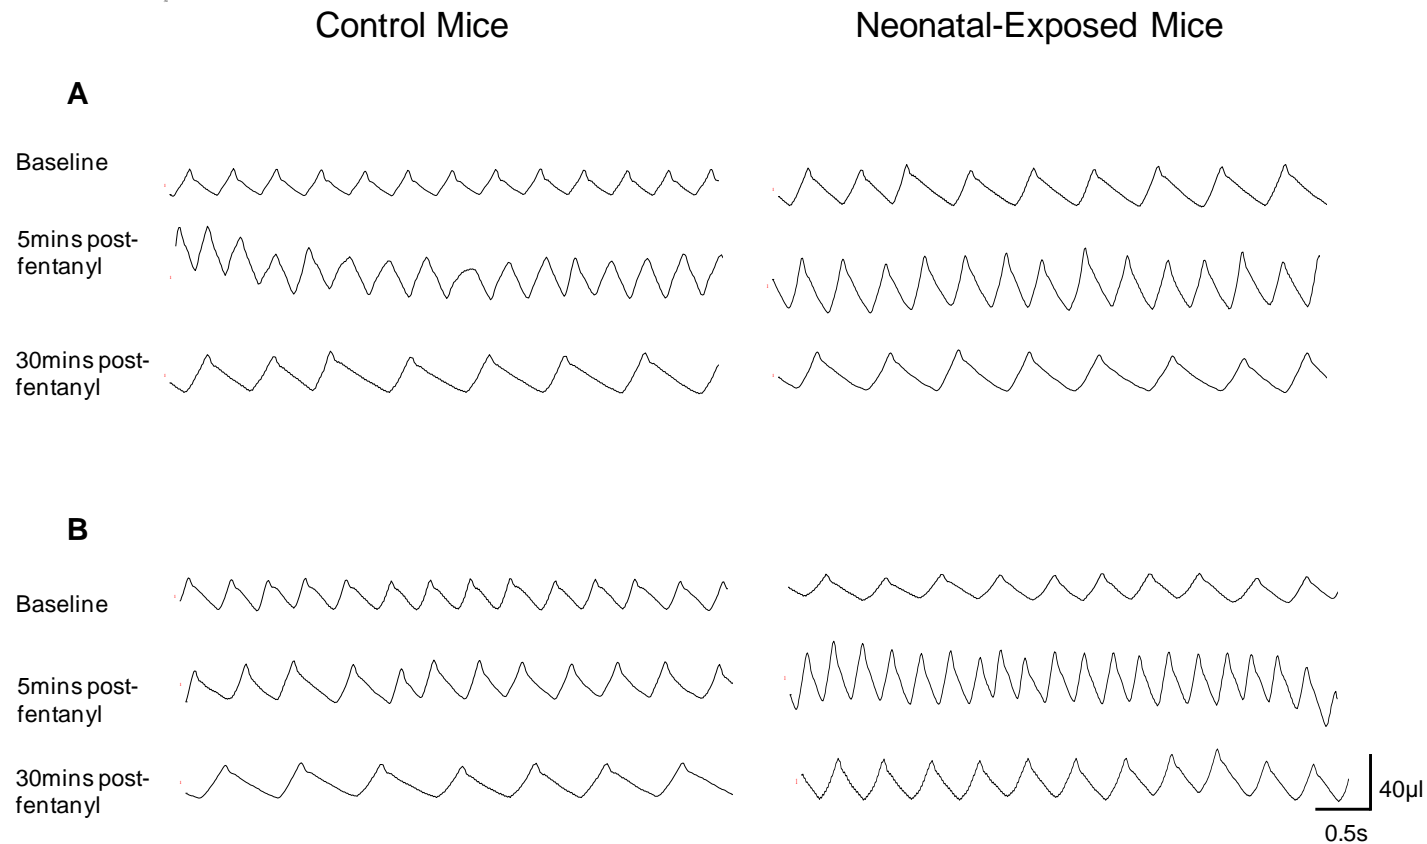 Control Mice
Neonatal-Exposed Mice
A
Baseline
5mins post-
fentanyl
30mins post-
fentanyl
B
Baseline
5mins post-
fentanyl
30mins post-
fentanyl
40µl
0.5s